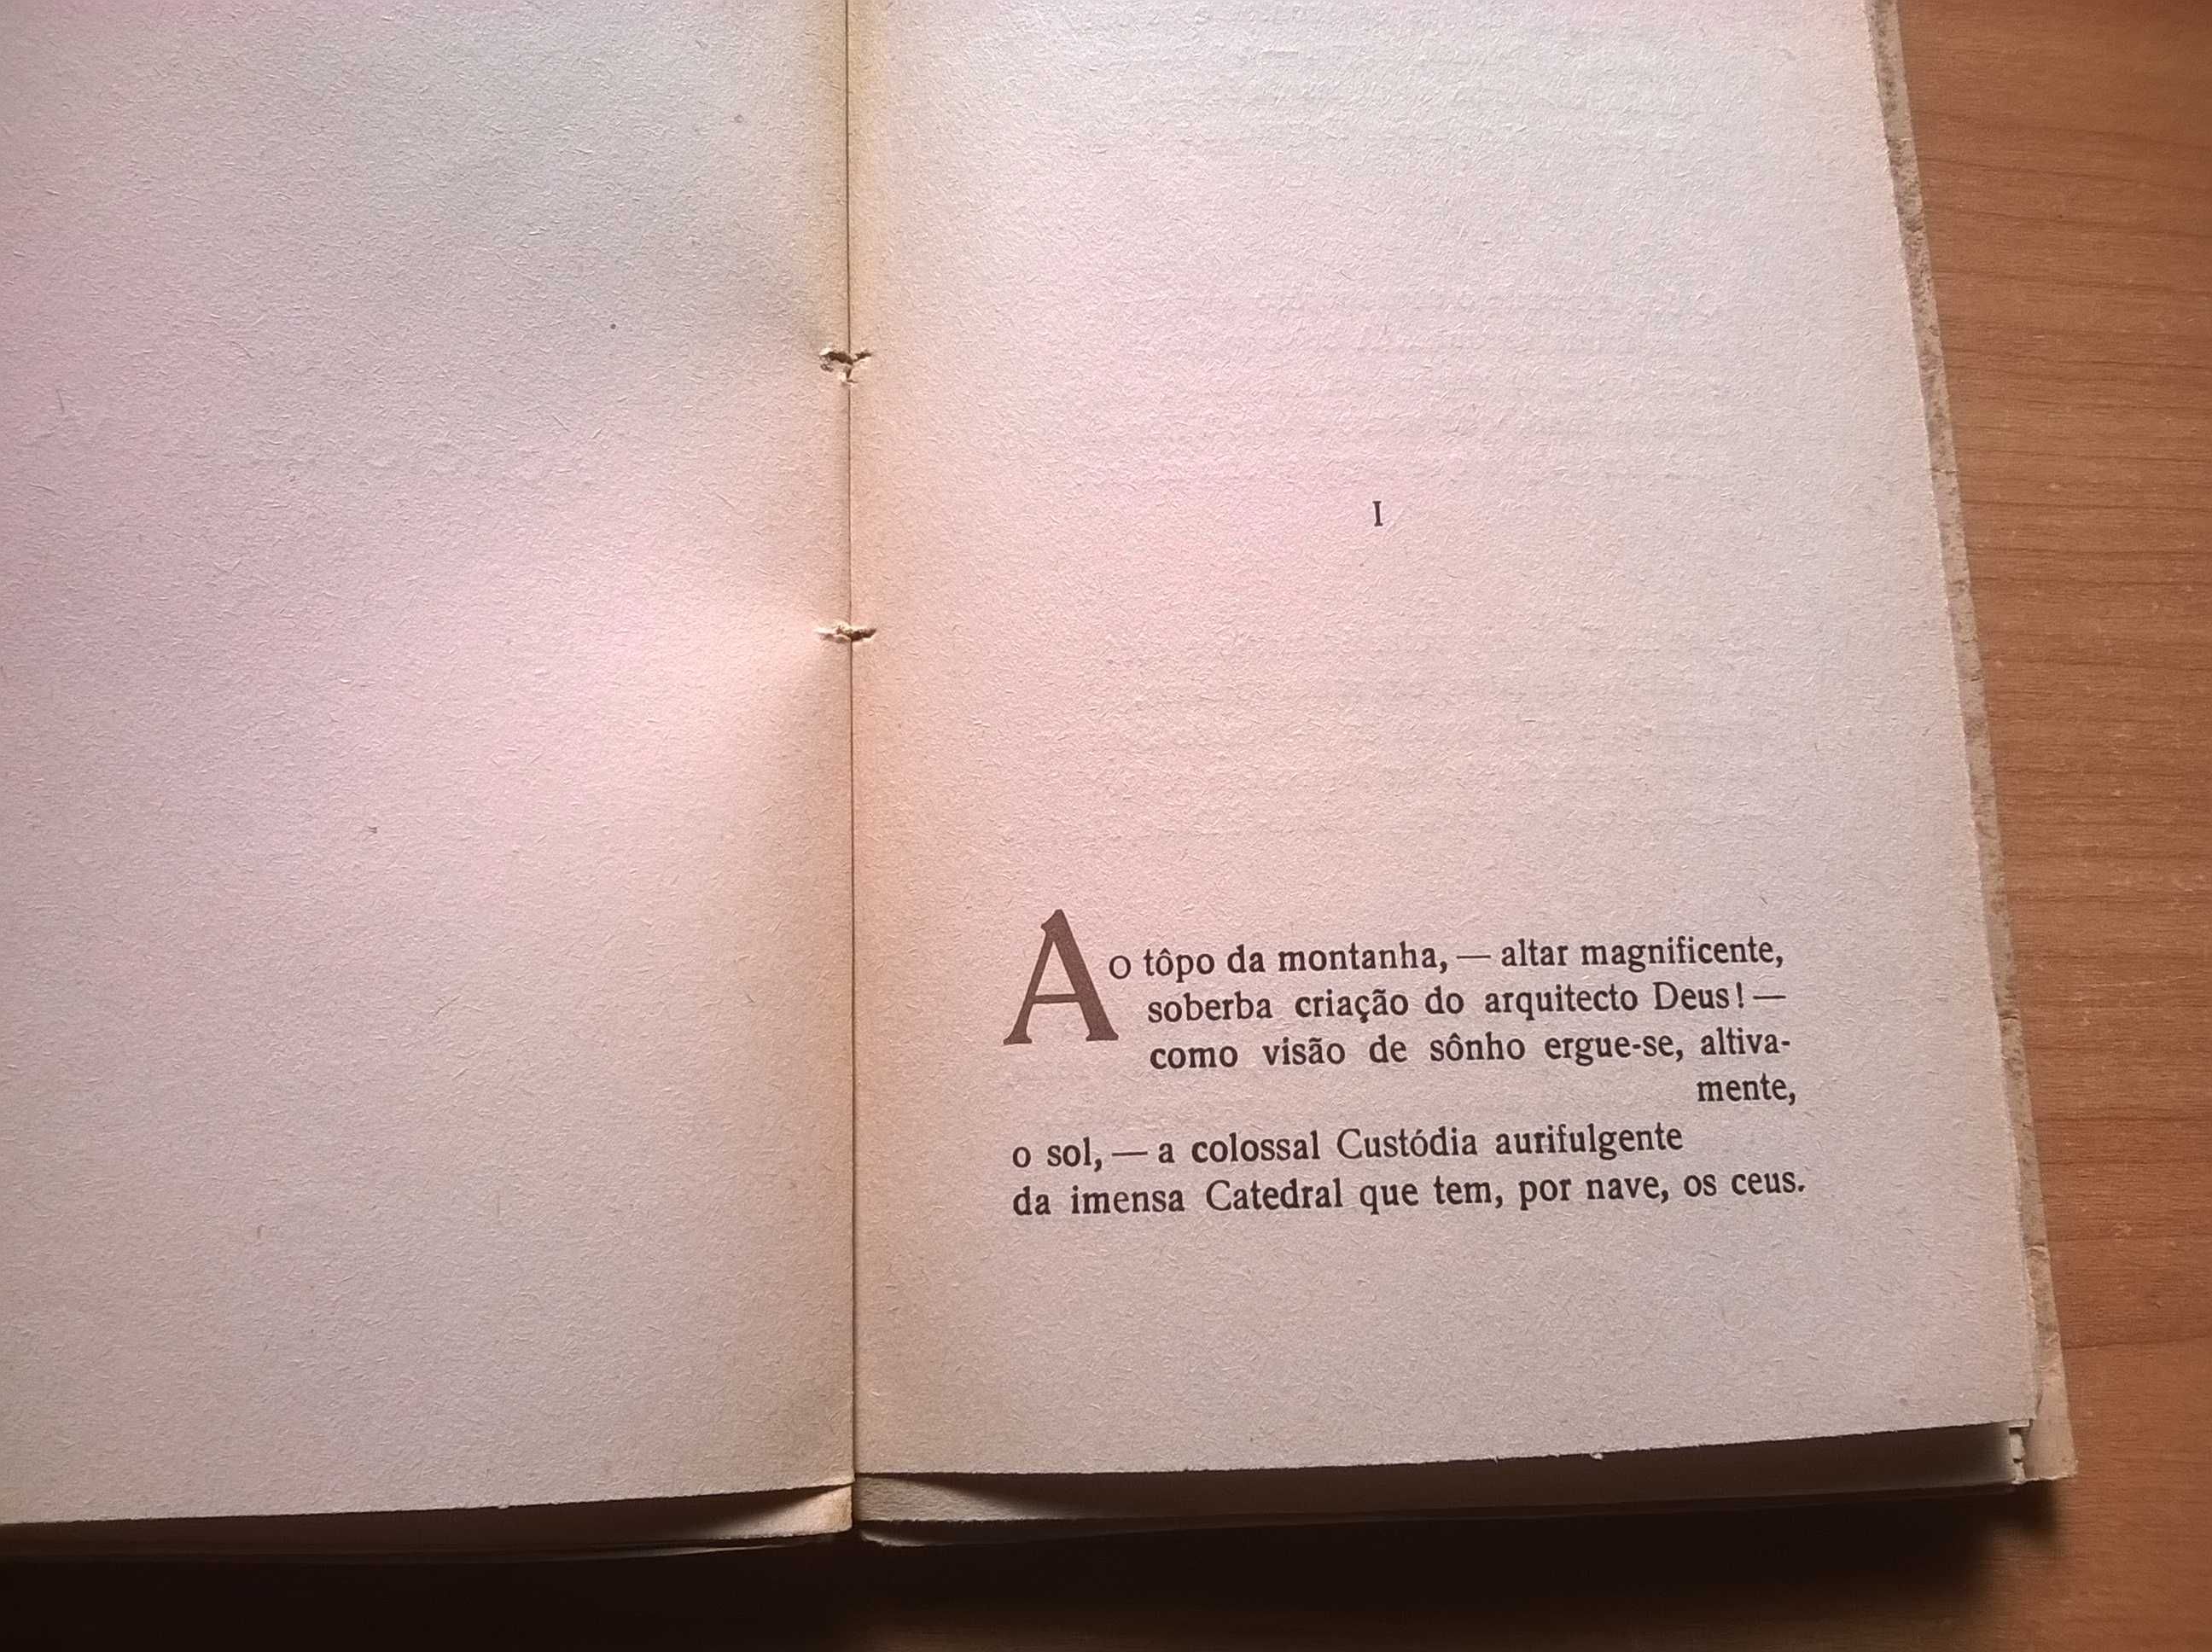 I
Ao tôpo da montanha, — altar magnificente,
soberba criação do arquitecto Deus! —
como visão de sônho ergue-se, altiva-
mente,
o sol, — a colossal Custódia aurifulgente
da imensa Catedral que tem, por nave, os ceus.